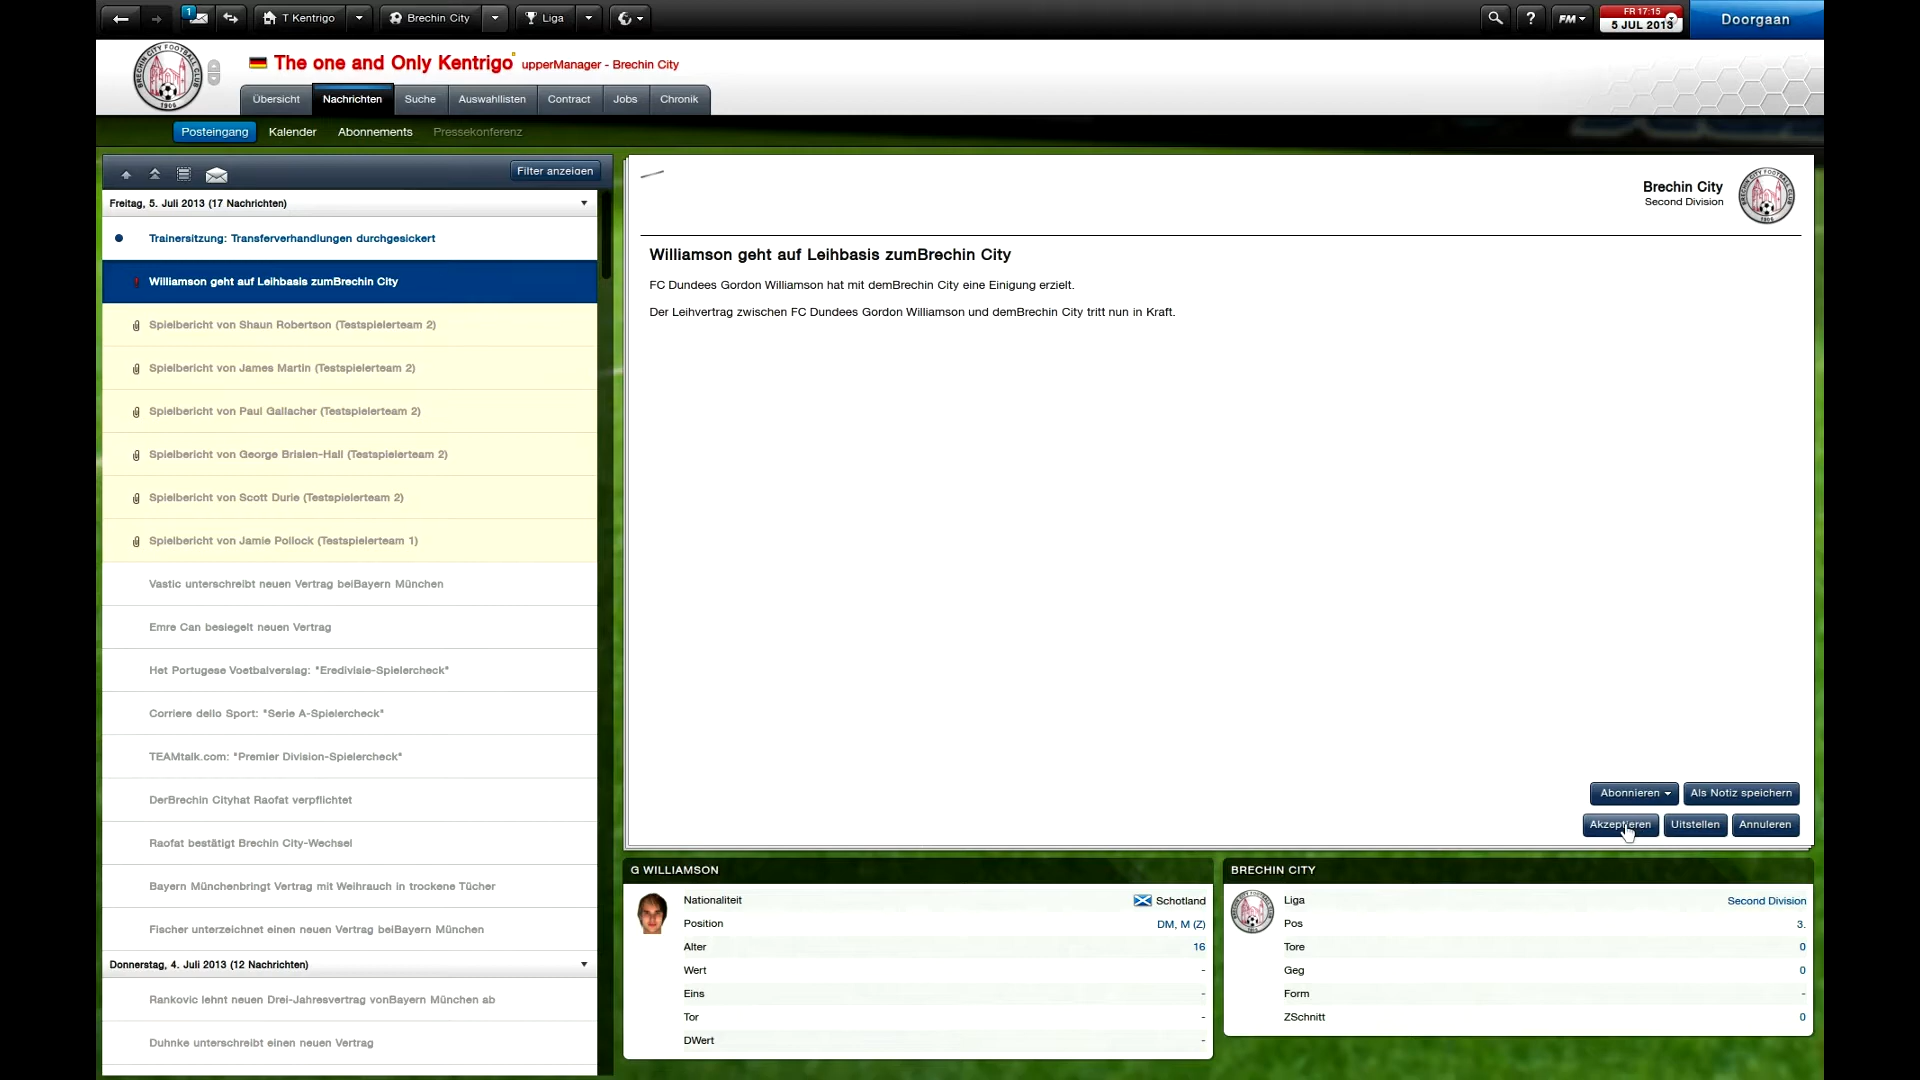 1
T Kentrigo
Brechin City
Liga
?
FM
FR 17:15
5 JUL 2013
Doorgaan
The one and Only Kentrigo
upperManager - Brechin City
Übersicht
Nachrichten
Suche
Auswahllisten
Contract
Jobs
Chronik
Posteingang
Kalender
Abonnements
Pressekonferenz
Filter anzeigen
Freitag, 5. Juli 2013 (17 Nachrichten)
Trainersitzung: Transferverhandlungen durchgesickert
Williamson geht auf Leihbasis zumBrechin City
Spielbericht von Shaun Robertson (Testspielerteam 2)
Spielbericht von James Martin (Testspielerteam 2)
Spielbericht von Paul Gallacher (Testspielerteam 2)
Spielbericht von George Brislen-Hall (Testspielerteam 2)
Spielbericht von Scott Durie (Testspielerteam 2)
Spielbericht von Jamie Pollock (Testspielerteam 1)
Vastic unterschreibt neuen Vertrag beiBayern München
Emre Can besiegelt neuen Vertrag
Het Portugese Voetbalverslag: "Eredivisie-Spielercheck"
Corriere dello Sport: "Serie A-Spielercheck"
TEAMtalk.com: "Premier Division-Spielercheck"
DerBrechin Cityhat Raofat verpflichtet
Raofat bestätigt Brechin City-Wechsel
Bayern Münchenbringt Vertrag mit Weihrauch in trockene Tücher
Fischer unterzeichnet einen neuen Vertrag beiBayern München
Donnerstag, 4. Juli 2013 (12 Nachrichten)
Rankovic lehnt neuen Drei-Jahresvertrag vonBayern München ab
Duhnke unterschreibt einen neuen Vertrag
Brechin City
Second Division
Williamson geht auf Leihbasis zumBrechin City
FC Dundees Gordon Williamson hat mit demBrechin City eine Einigung erzielt.
Der Leihvertrag zwischen FC Dundees Gordon Williamson und demBrechin City tritt nun in Kraft.
Abonnieren
Als Notiz speichern
Akzeptieren
Uitstellen
Annuleren
G WILLIAMSON
Nationaliteit Schotland
Position DM, M (Z)
Alter 16
Wert -
Eins -
Tor -
DWert -
BRECHIN CITY
Liga Second Division
Pos 3.
Tore 0
Geg 0
Form -
ZSchnitt 0